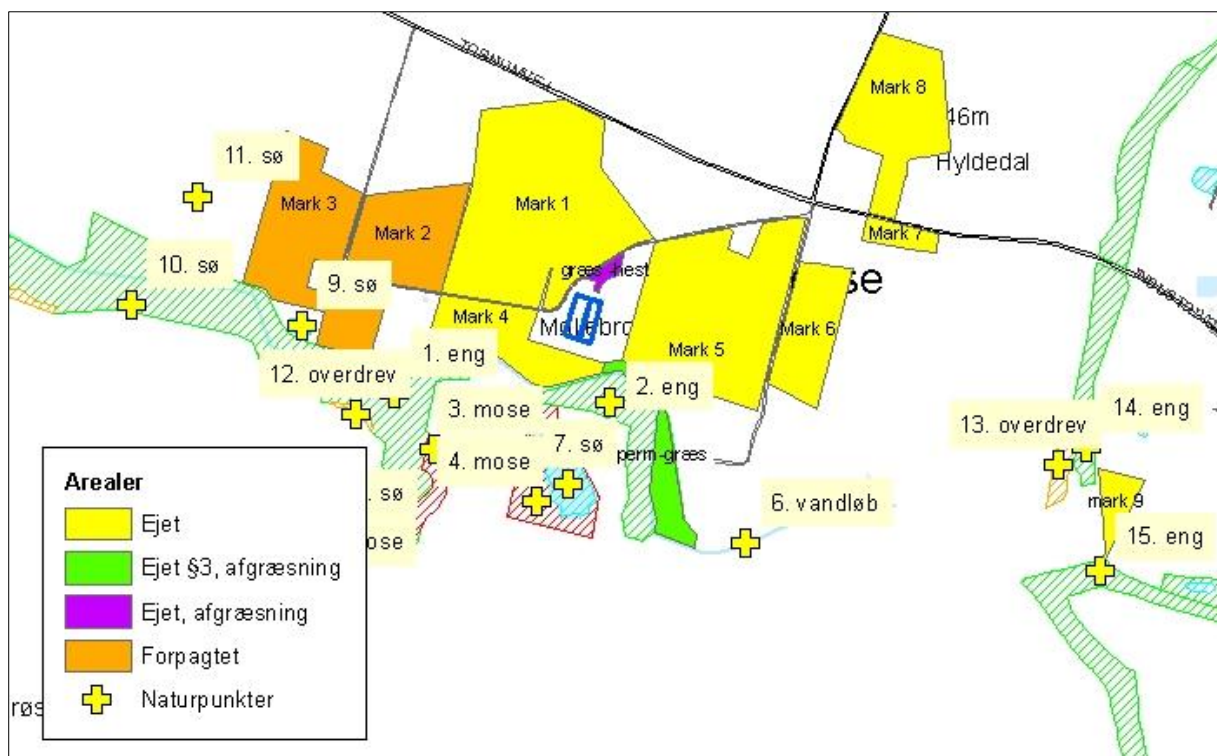 Mark 8
46m
Hyldedal
11. sø
Mark 3
Mark 2
Mark 1
Mark 7
10. sø
9. sø
græs-hest
Mark 4
Mark 5
Mark 6
1. eng
12. overdrev
2. eng
3. mose
4. mose
7. sø
perm-græs
6. vandløb
13. overdrev
14. eng
mark 9
15. eng
. sø
ose
Arealer
Ejet
Ejet §3, afgræsning
Ejet, afgræsning
Forpagtet
Naturpunkter
røs